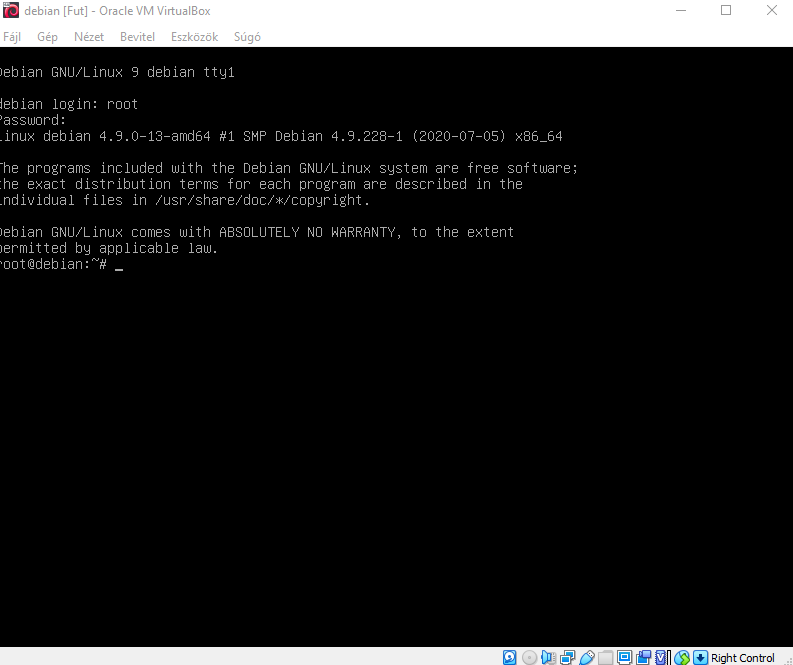 debian [Fut] - Oracle VM VirtualBox
Fájl Gép Nézet Bevitel Eszközök Súgó
Debian GNU/Linux 9 debian tty1
debian login: root
Password:
Linux debian 4.9.0-13-amd64 #1 SMP Debian 4.9.228-1 (2020-07-05) x86_64
The programs included with the Debian GNU/Linux system are free software;
the exact distribution terms for each program are described in the
individual files in /usr/share/doc/*/copyright.
Debian GNU/Linux comes with ABSOLUTELY NO WARRANTY, to the extent
permitted by applicable law.
root@debian:~# _
Right Control